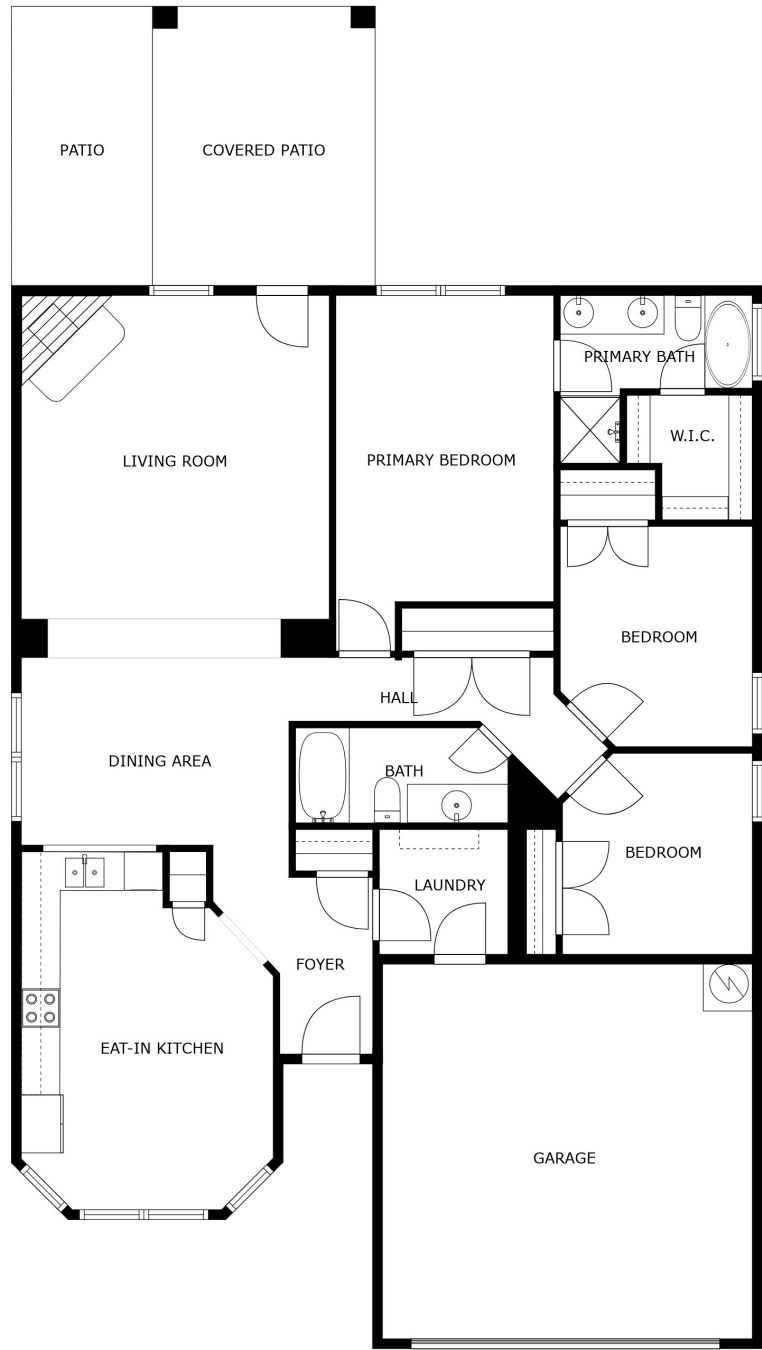 PATIO
COVERED PATIO
PRIMARY BATH
W.I.C.
LIVING ROOM
PRIMARY BEDROOM
BEDROOM
HALL
DINING AREA
BATH
BEDROOM
LAUNDRY
FOYER
EAT-IN KITCHEN
GARAGE